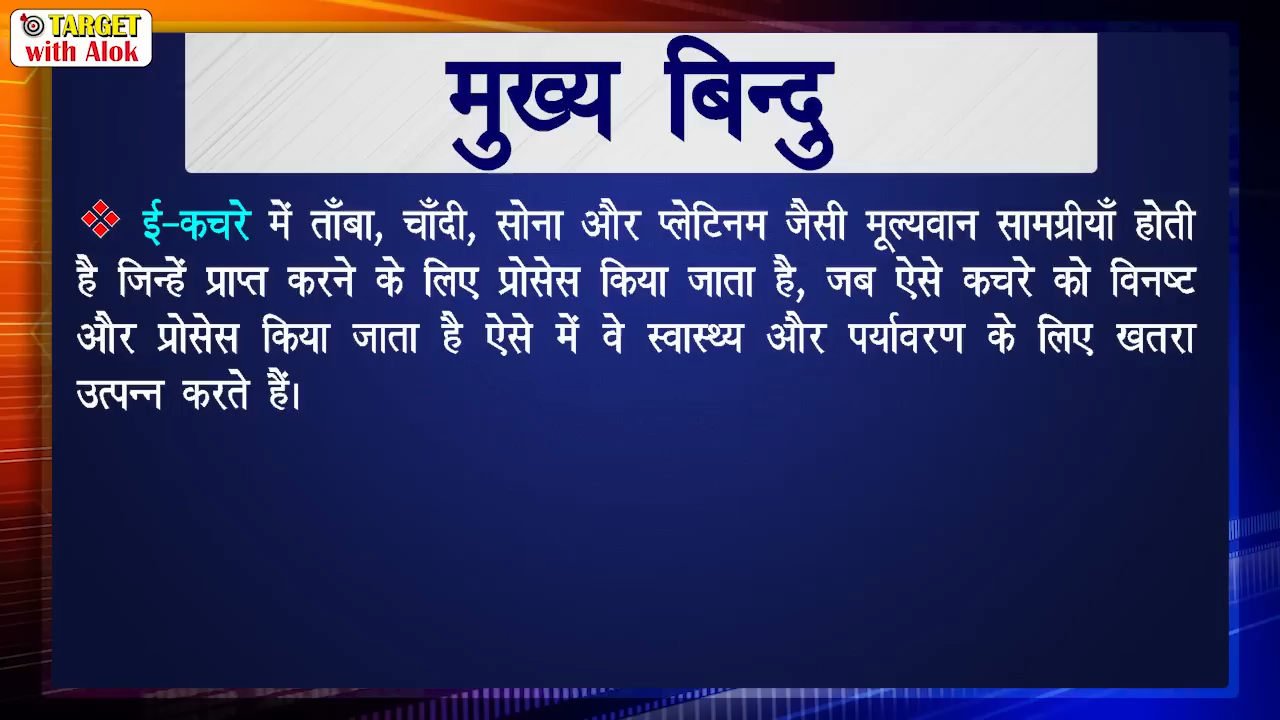 TARGET
with Alok
मुख्य बिन्दु
ई-कचरे में ताँबा, चाँदी, सोना और प्लेटिनम जैसी मूल्यवान सामग्रीयाँ होती
है जिन्हें प्राप्त करने के लिए प्रोसेस किया जाता है, जब ऐसे कचरे को विनष्ट
और प्रोसेस किया जाता है ऐसे में वे स्वास्थ्य और पर्यावरण के लिए खतरा
उत्पन्न करते हैं।